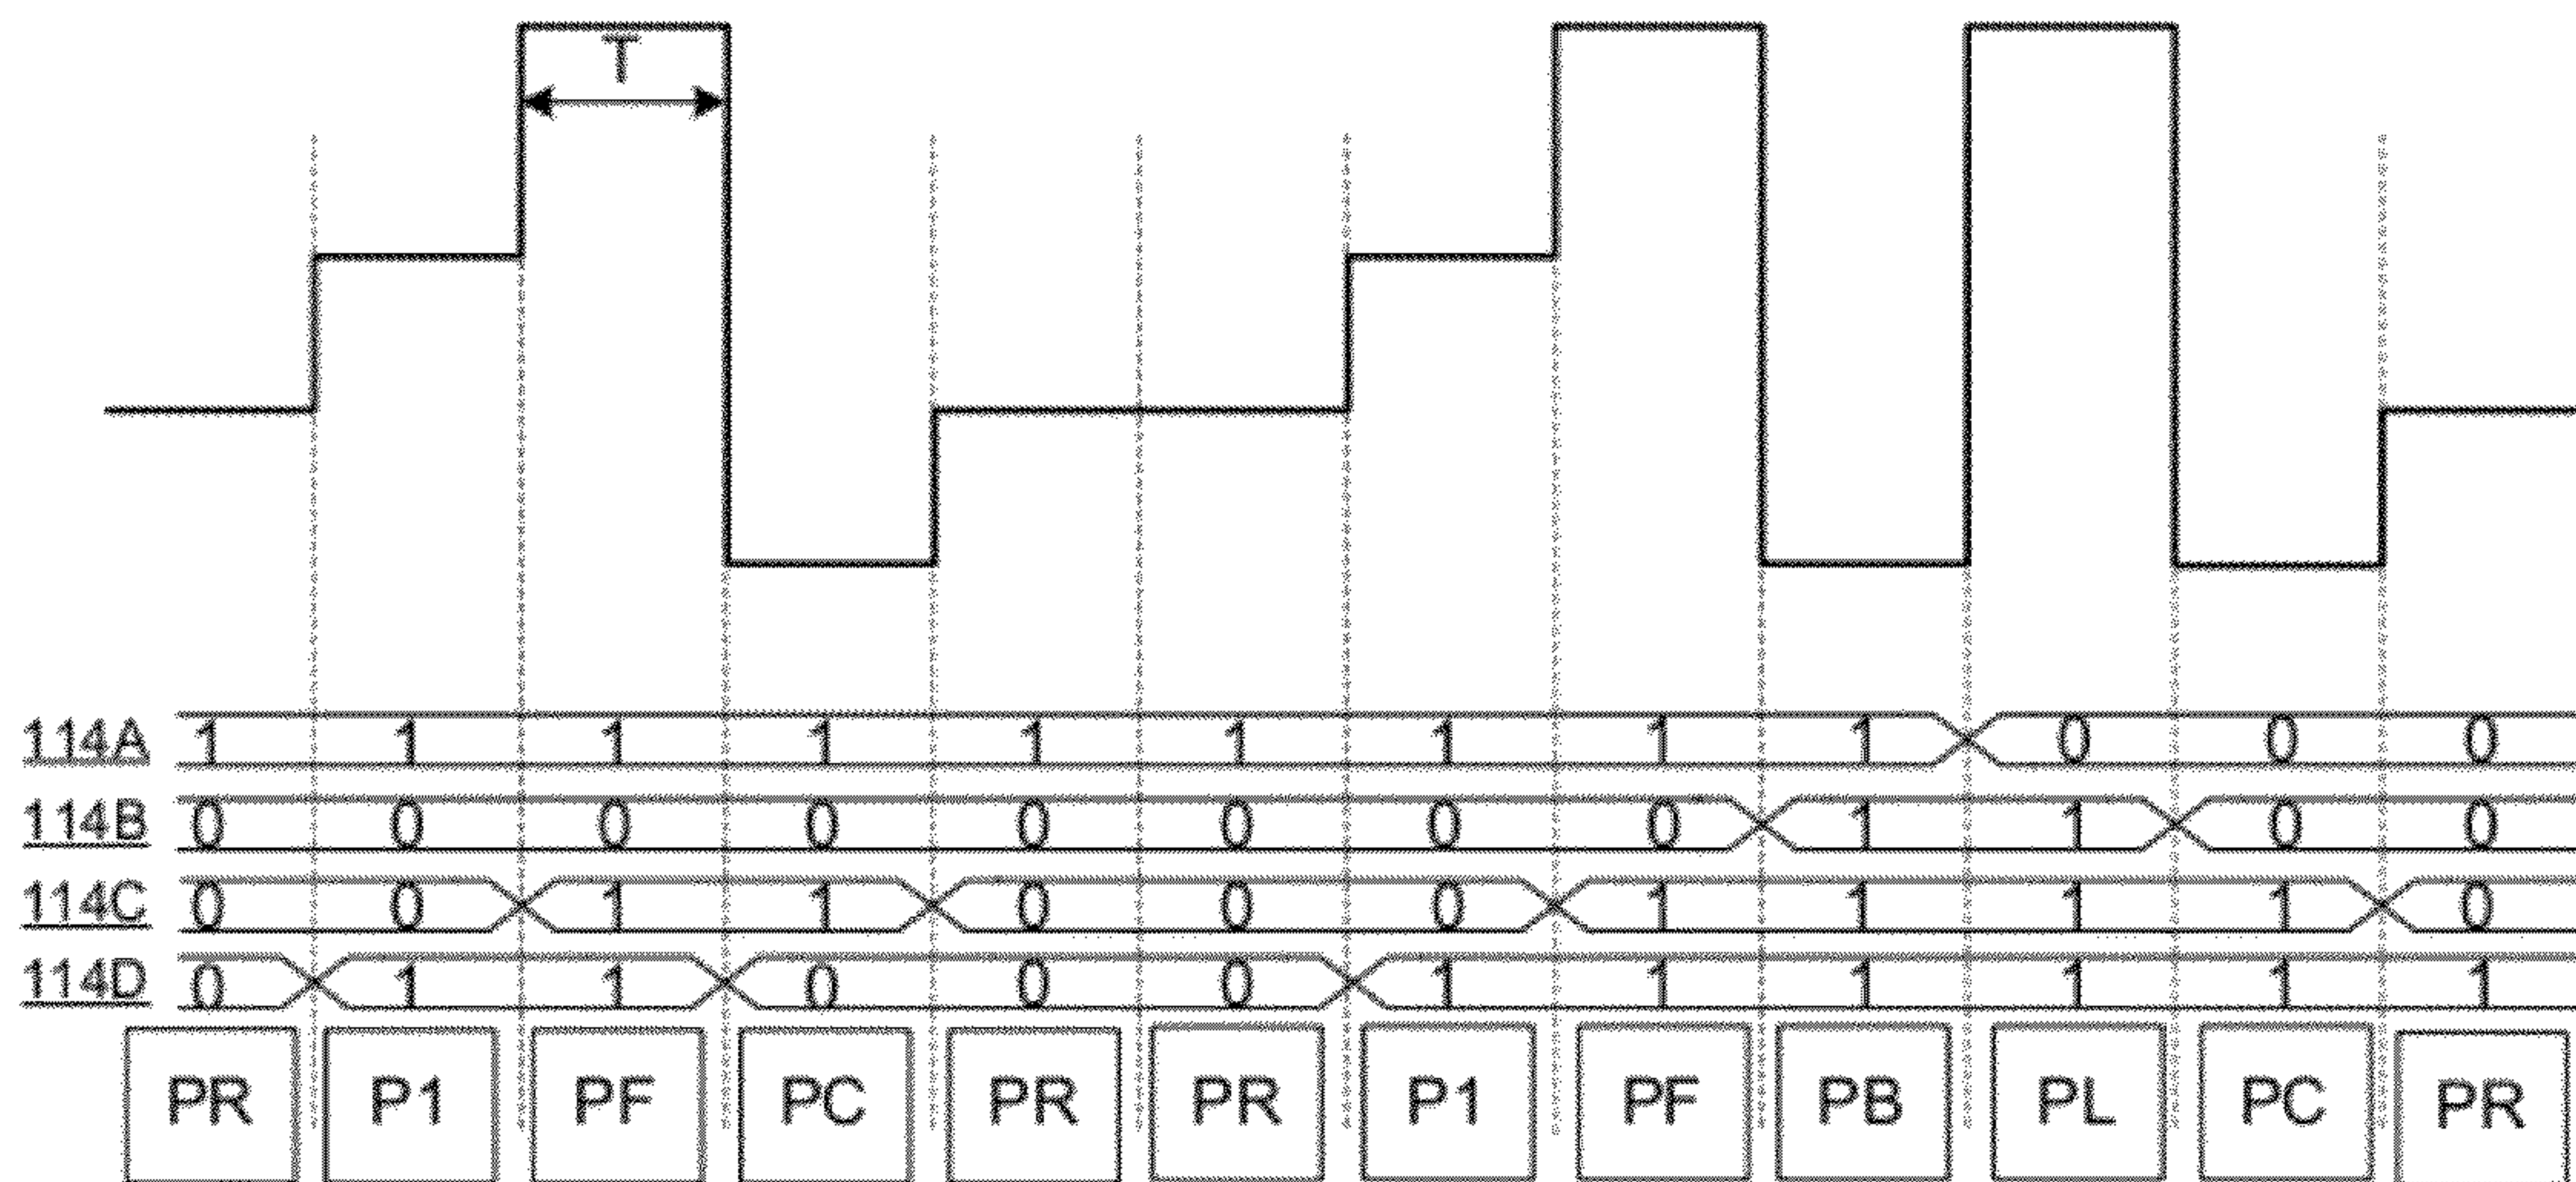 T
114A 1 1 1 1 1 1 1 1 1 0 0 0
114B 0 0 0 0 0 0 0 0 1 1 0 0
114C 0 0 1 1 0 0 0 1 1 1 1 0
114D 0 1 1 0 0 0 1 1 1 1 1 1
PR P1 PF PC PR PR P1 PF PB PL PC PR